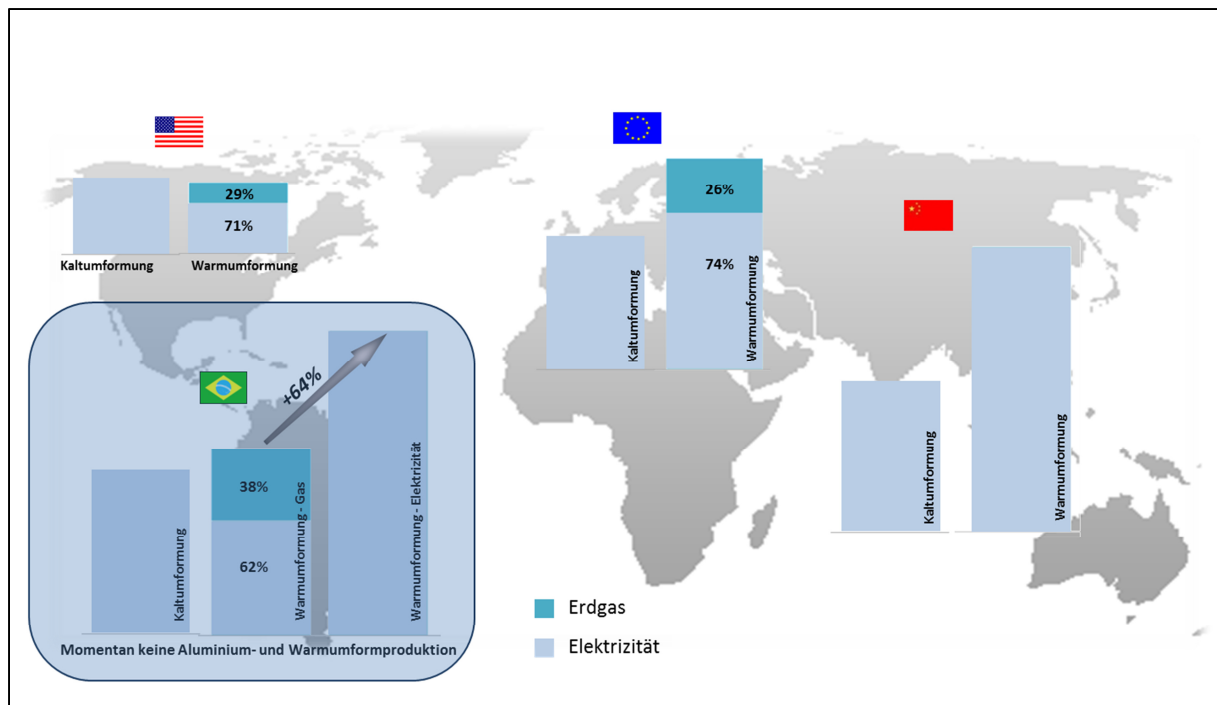 29%
71%
Kaltumformung
Warmumformung
26%
74%
Kaltumformung
Warmumformung
Kaltumformung
Warmumformung
+64%
38%
62%
Kaltumformung
Warmumformung - Gas
Warmumformung - Elektrizität
Momentan keine Aluminium- und Warmumformproduktion
Erdgas
Elektrizität